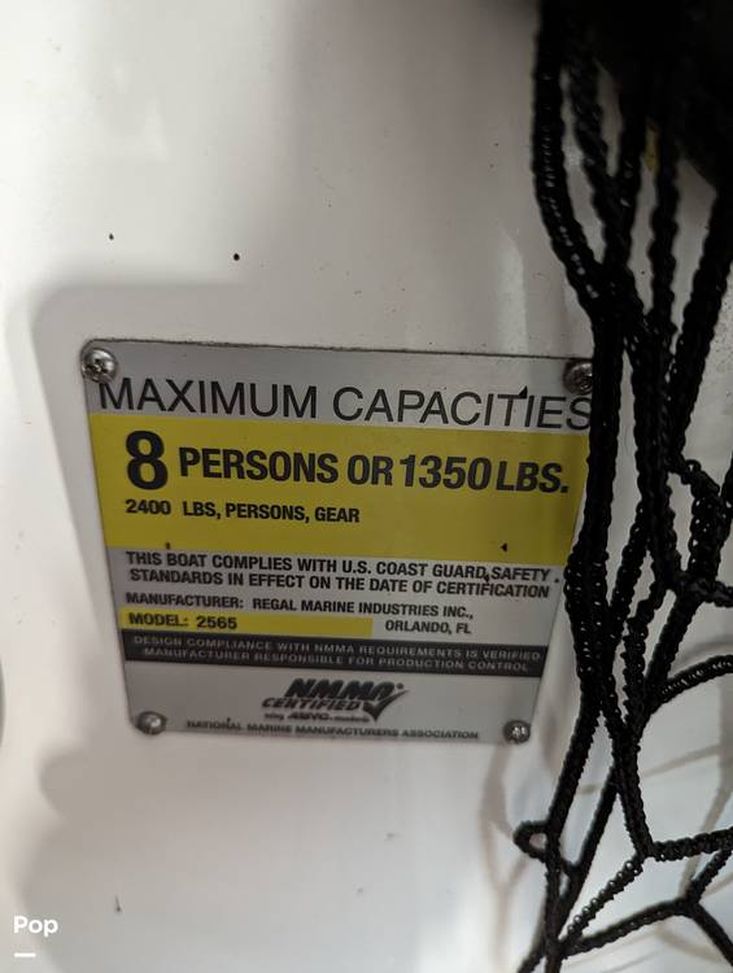 MAXIMUM CAPACITIES
8 PERSONS OR 1350 LBS.
2400 LBS, PERSONS, GEAR
THIS BOAT COMPLIES WITH U.S. COAST GUARD SAFETY
STANDARDS IN EFFECT ON THE DATE OF CERTIFICATION
MANUFACTURER: REGAL MARINE INDUSTRIES INC.,
MODEL: 2565 ORLANDO, FL
DESIGN COMPLIANCE WITH NMMA REQUIREMENTS IS VERIFIED.
MANUFACTURER RESPONSIBLE FOR PRODUCTION CONTROL
NMMA
CERTIFIED
ABYC
NATIONAL MARINE MANUFACTURERS ASSOCIATION
Pop